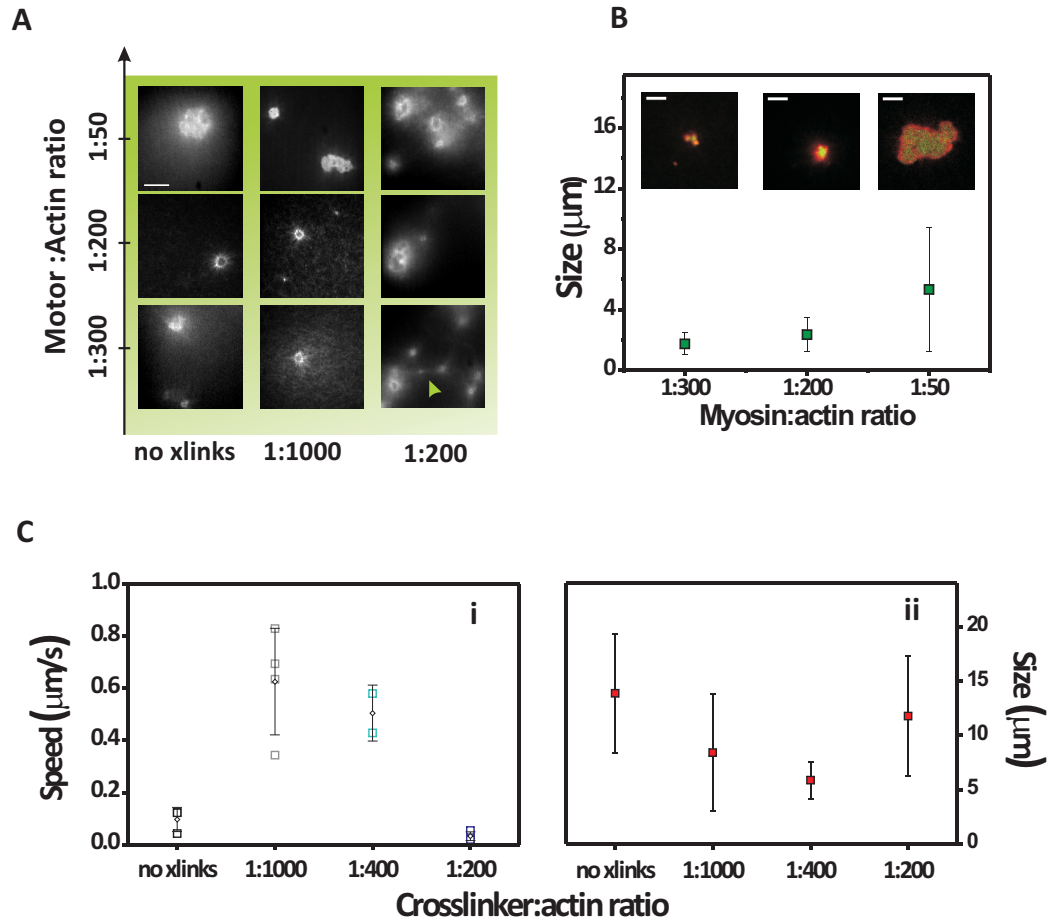 A
Motor :Actin ratio
1:50
1:200
1:300
no xlinks 1:1000 1:200
B
Size (μm)
16
12
8
4
0
1:300 1:200 1:50
Myosin:actin ratio
C
Speed (μm/s)
1.0
0.8
0.6
0.4
0.2
0.0
i
no xlinks 1:1000 1:400 1:200
ii
20
15
10
5
0
Size (μm)
no xlinks 1:1000 1:400 1:200
Crosslinker:actin ratio